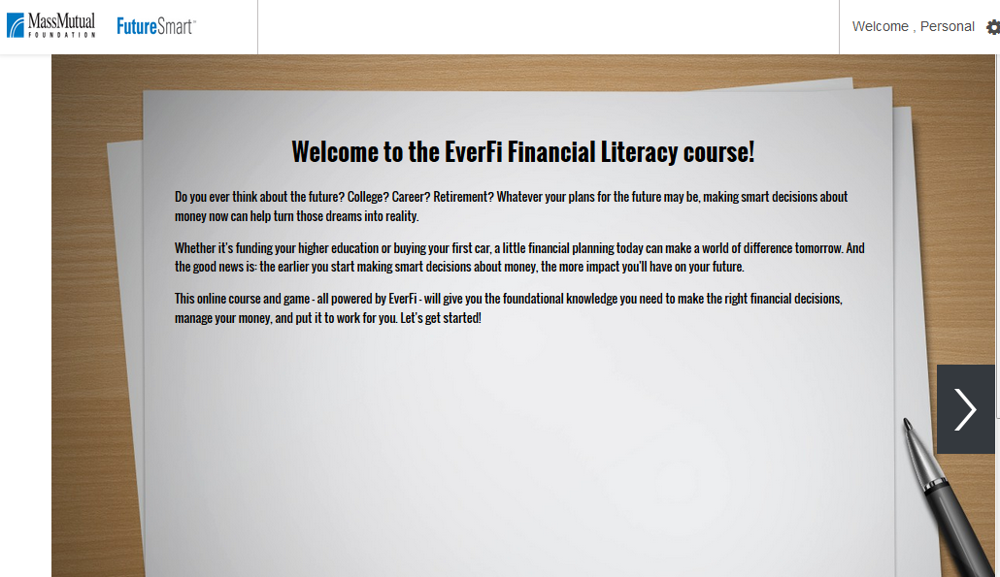 MassMutual
FOUNDATION
FutureSmart™
Welcome , Personal
Welcome to the EverFi Financial Literacy course!
Do you ever think about the future? College? Career? Retirement? Whatever your plans for the future may be, making smart decisions about
money now can help turn those dreams into reality.
Whether it's funding your higher education or buying your first car, a little financial planning today can make a world of difference tomorrow. And
the good news is: the earlier you start making smart decisions about money, the more impact you'll have on your future.
This online course and game - all powered by EverFi - will give you the foundational knowledge you need to make the right financial decisions,
manage your money, and put it to work for you. Let's get started!